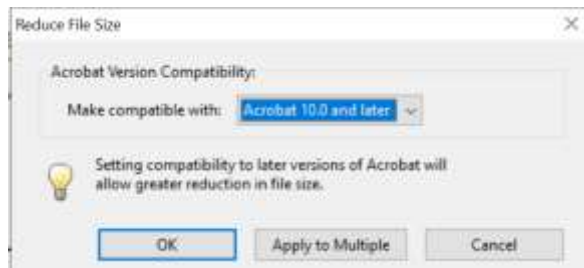 Reduce File Size
Acrobat Version Compatibility:
Make compatible with: Acrobat 10.0 and later
Setting compatibility to later versions of Acrobat will
allow greater reduction in file size.
OK Apply to Multiple Cancel